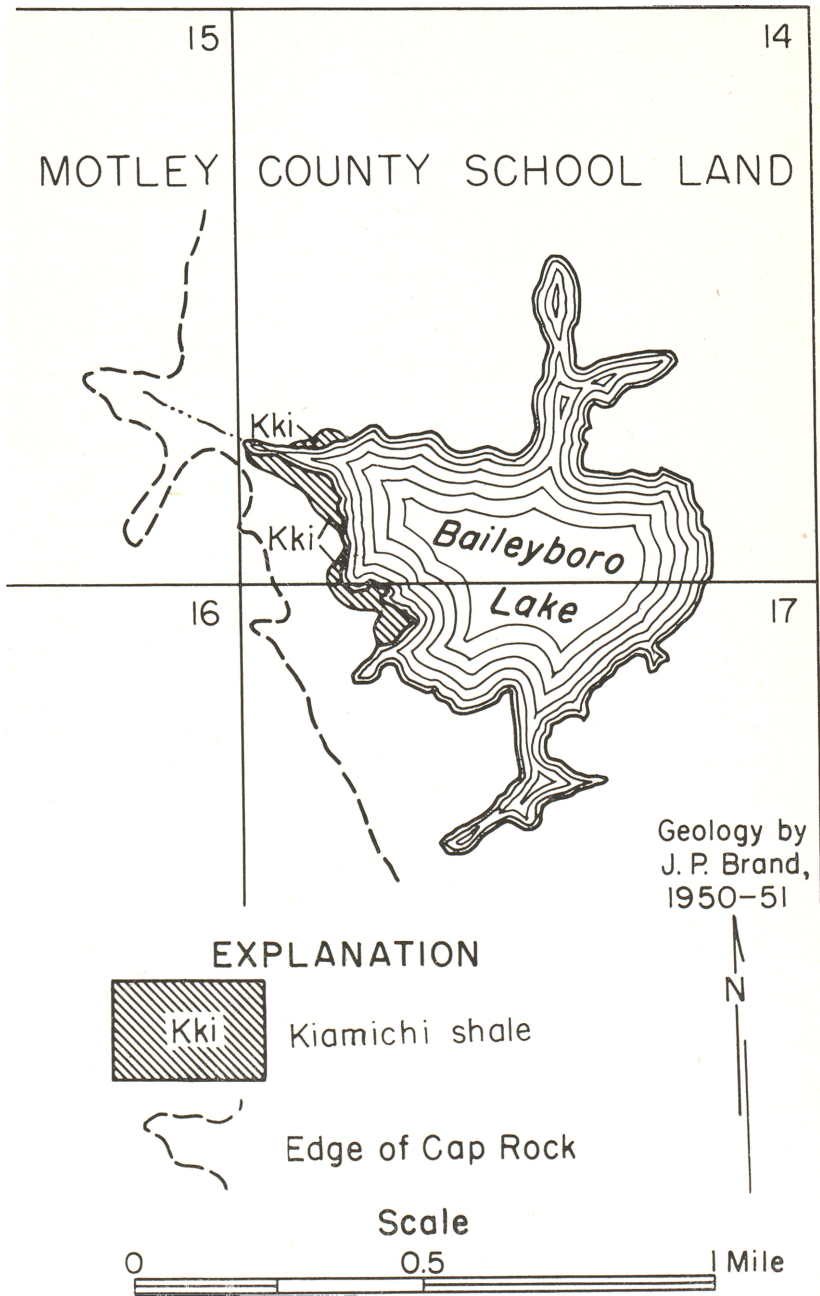 15
14
MOTLEY COUNTY SCHOOL LAND
Kki
Kki
Baileyboro
Lake
16
17
Geology by
J. P. Brand,
1950–51
N
EXPLANATION
Kki
Kiamichi shale
Edge of Cap Rock
Scale
0 0.5 1 Mile